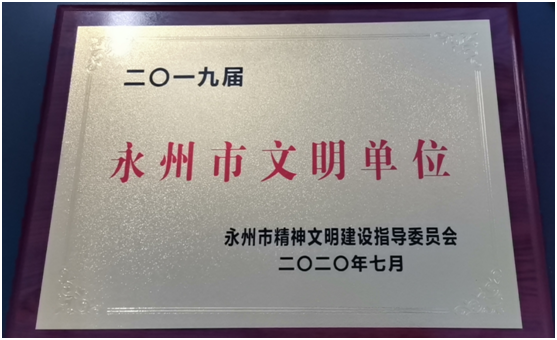 二〇一九届
永州市文明单位
永州市精神文明建设指导委员会
二〇二〇年七月